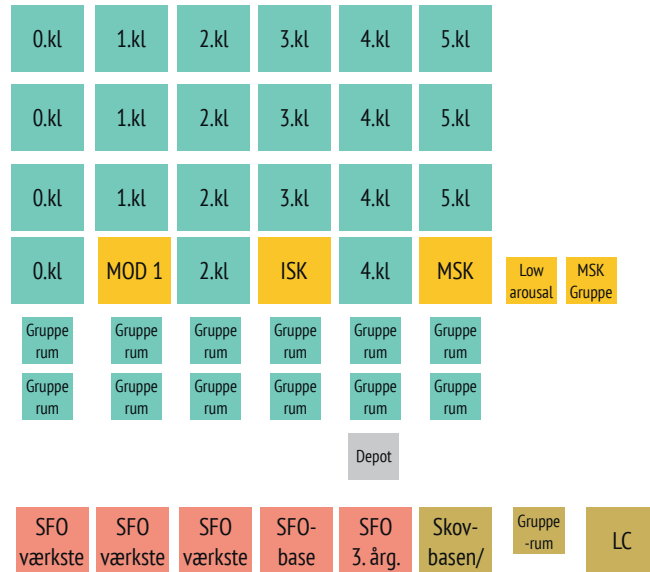 0.kl 1.kl 2.kl 3.kl 4.kl 5.kl
0.kl 1.kl 2.kl 3.kl 4.kl 5.kl
0.kl 1.kl 2.kl 3.kl 4.kl 5.kl
0.kl MOD 1 2.kl ISK 4.kl MSK Low MSK
arousal Gruppe
Gruppe Gruppe Gruppe Gruppe Gruppe Gruppe
rum rum rum rum rum rum
Gruppe Gruppe Gruppe Gruppe Gruppe Gruppe
rum rum rum rum rum rum
Depot
SFO SFO SFO SFO- SFO Skov- Gruppe LC
værkste værkste værkste base 3. årg. basen/ -rum